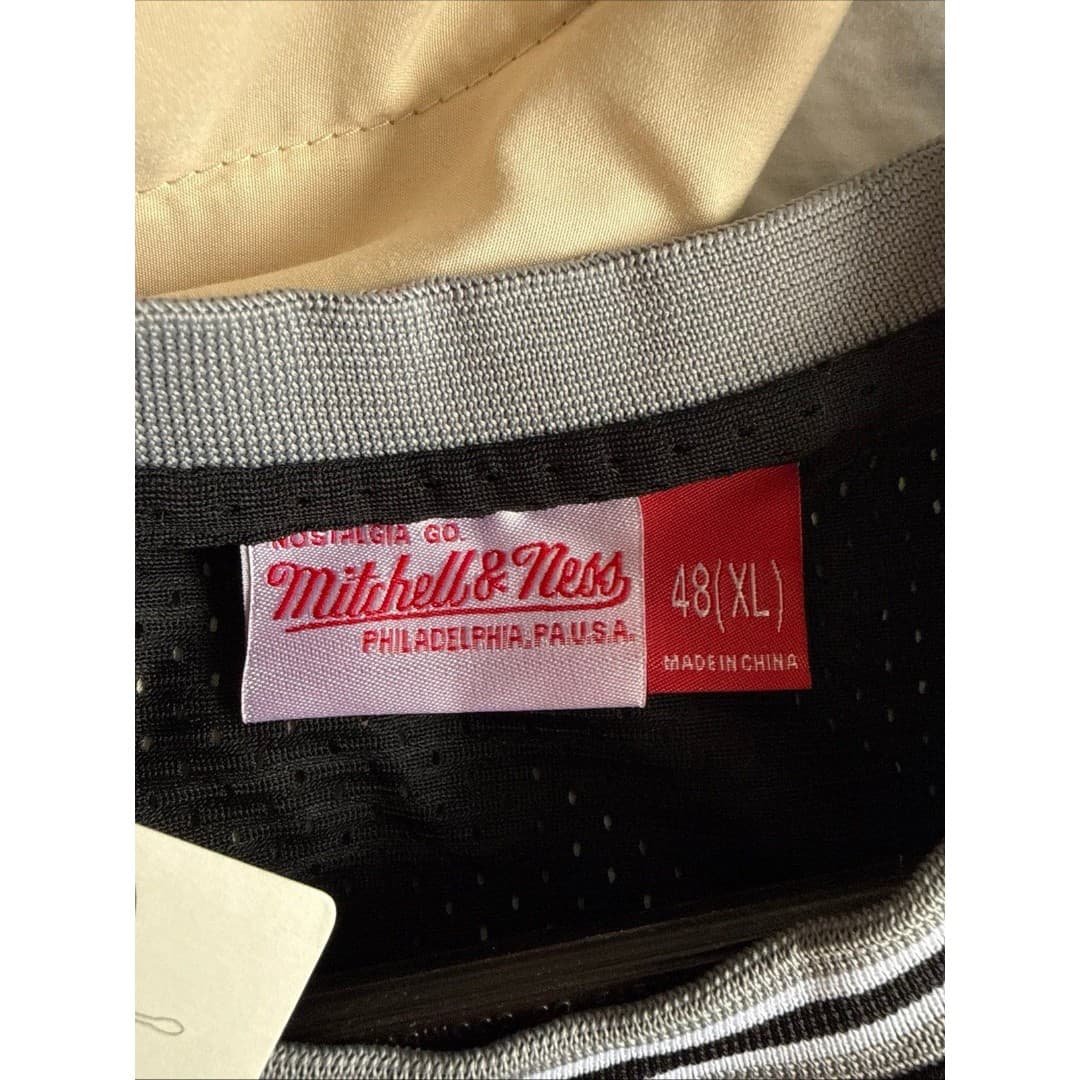 NOSTALGIA CO.
Mitchell & Ness
PHILADELPHIA, PA U.S.A.
48(XL)
MADE IN CHINA